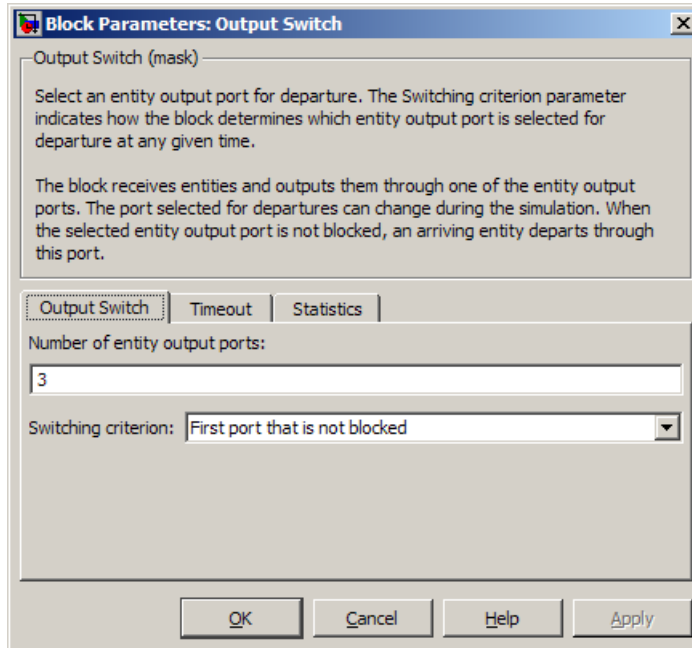 Block Parameters: Output Switch
Output Switch (mask)
Select an entity output port for departure. The Switching criterion parameter
indicates how the block determines which entity output port is selected for
departure at any given time.
The block receives entities and outputs them through one of the entity output
ports. The port selected for departures can change during the simulation. When
the selected entity output port is not blocked, an arriving entity departs through
this port.
Output Switch Timeout Statistics
Number of entity output ports:
3
Switching criterion: First port that is not blocked
OK Cancel Help Apply